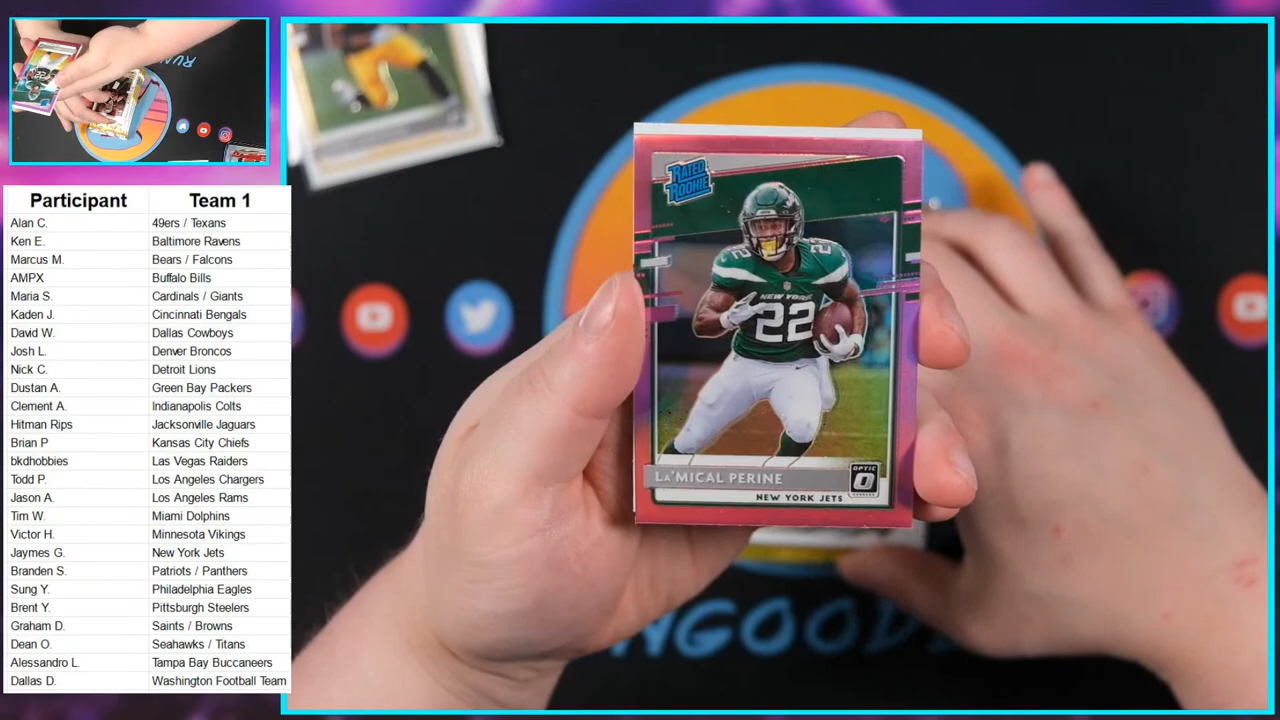 RUN
Participant Team 1
Alan C. 49ers / Texans
Ken E. Baltimore Ravens
Marcus M. Bears / Falcons
AMPX Buffalo Bills
Maria S. Cardinals / Giants
Kaden J. Cincinnati Bengals
David W. Dallas Cowboys
Josh L. Denver Broncos
Nick C. Detroit Lions
Dustan A. Green Bay Packers
Clement A. Indianapolis Colts
Hitman Rips Jacksonville Jaguars
Brian P Kansas City Chiefs
bkdhobbies Las Vegas Raiders
Todd P. Los Angeles Chargers
Jason A. Los Angeles Rams
Tim W. Miami Dolphins
Victor H. Minnesota Vikings
Jaymes G. New York Jets
Branden S. Patriots / Panthers
Sung Y. Philadelphia Eagles
Brent Y. Pittsburgh Steelers
Graham D. Saints / Browns
Dean O. Seahawks / Titans
Alessandro L. Tampa Bay Buccaneers
Dallas D. Washington Football Team
RATED
ROOKIE
22
NEW YORK
22
LA'MICAL PERINE
OPTIC
NEW YORK JETS
NGOOD